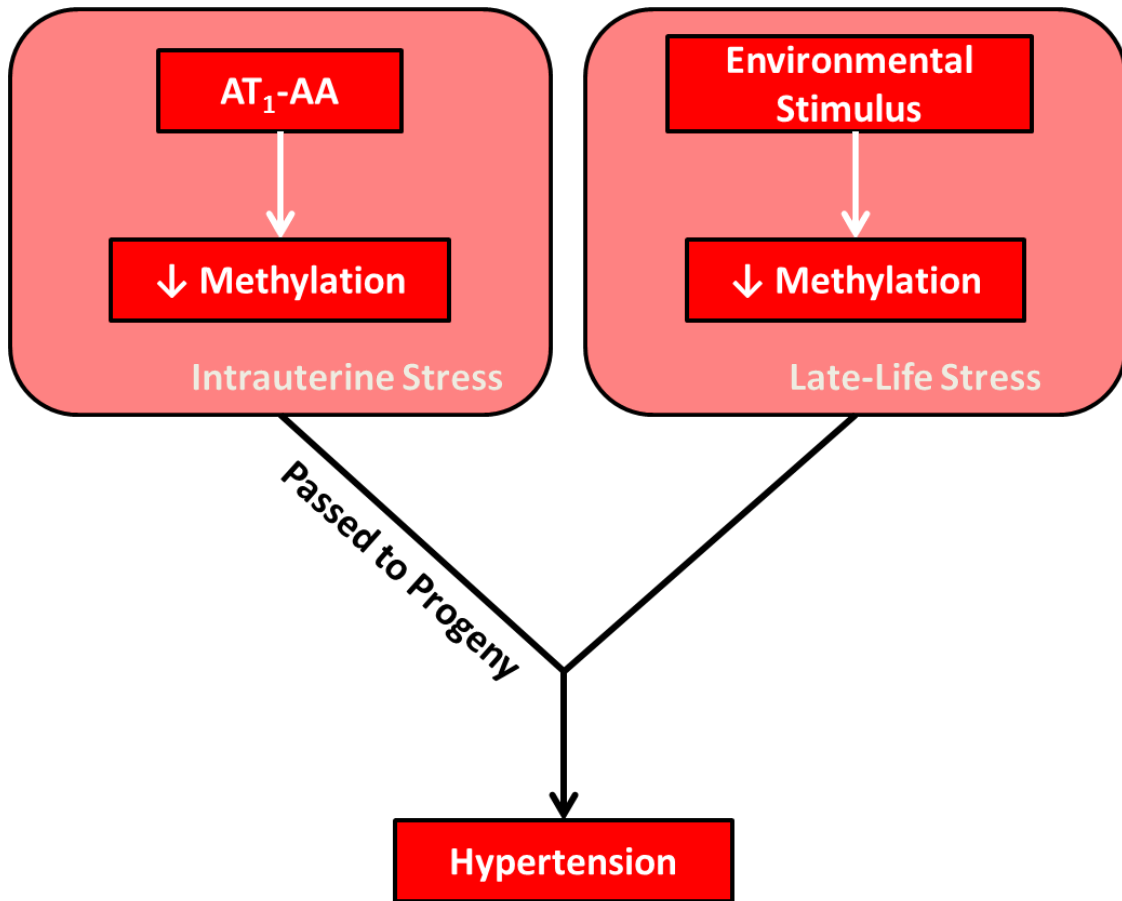 AT₁-AA
↓ Methylation
Intrauterine Stress
Environmental
Stimulus
↓ Methylation
Late-Life Stress
Passed to Progeny
Hypertension